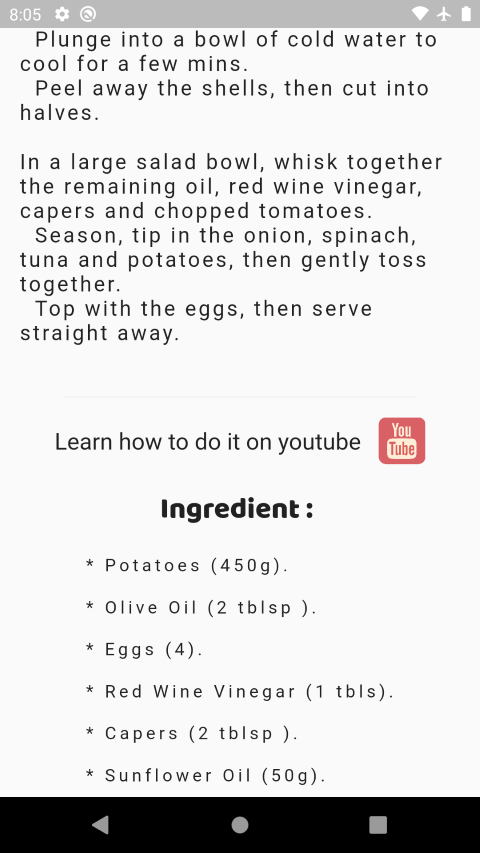 8:05
Plunge into a bowl of cold water to
cool for a few mins.
Peel away the shells, then cut into
halves.
In a large salad bowl, whisk together
the remaining oil, red wine vinegar,
capers and chopped tomatoes.
Season, tip in the onion, spinach,
tuna and potatoes, then gently toss
together.
Top with the eggs, then serve
straight away.
Learn how to do it on youtube
You
Tube
Ingredient :
* Potatoes (450g).
* Olive Oil (2 tblsp ).
* Eggs (4).
* Red Wine Vinegar (1 tbls).
* Capers (2 tblsp ).
* Sunflower Oil (50g).